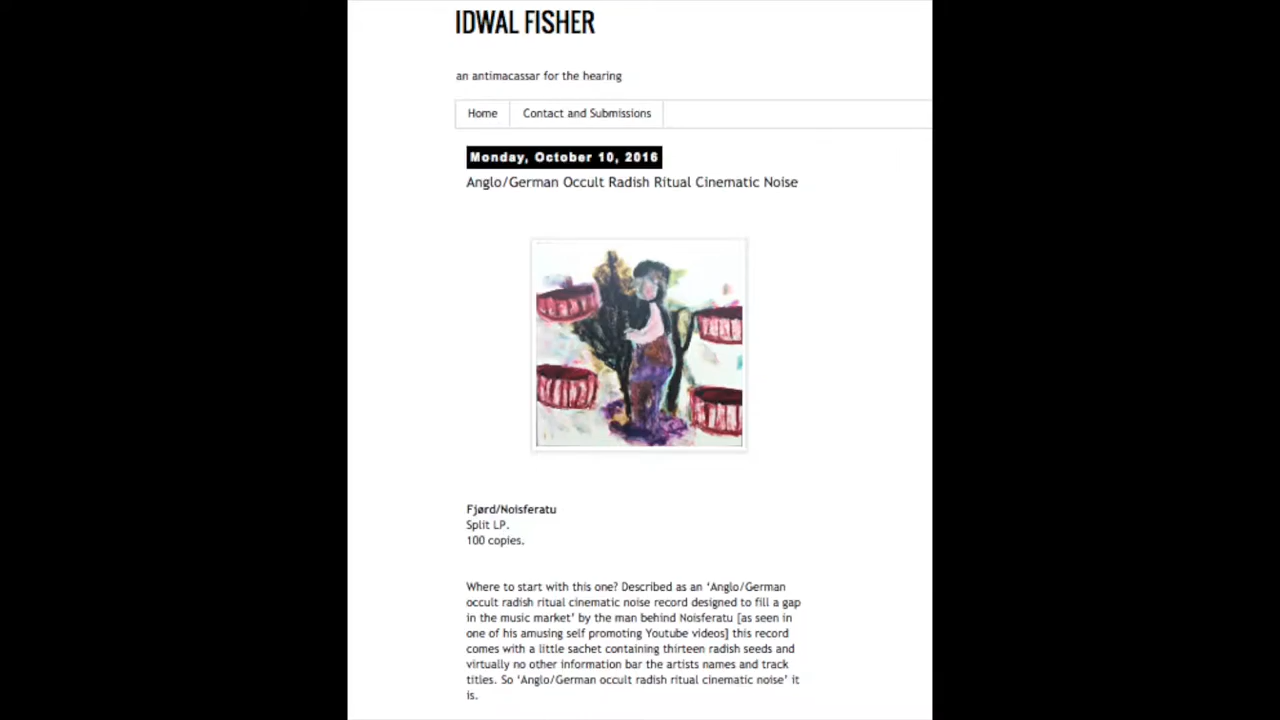 IDWAL FISHER
an antimacassar for the hearing
Home
Contact and Submissions
Monday, October 10, 2016
Anglo/German Occult Radish Ritual Cinematic Noise
Fjørd/Noisferatu
Split LP.
100 copies.
Where to start with this one? Described as an ‘Anglo/German
occult radish ritual cinematic noise record designed to fill a gap
in the music market’ by the man behind Noisferatu [as seen in
one of his amusing self promoting Youtube videos] this record
comes with a little sachet containing thirteen radish seeds and
virtually no other information bar the artists names and track
titles. So ‘Anglo/German occult radish ritual cinematic noise’ it
is.